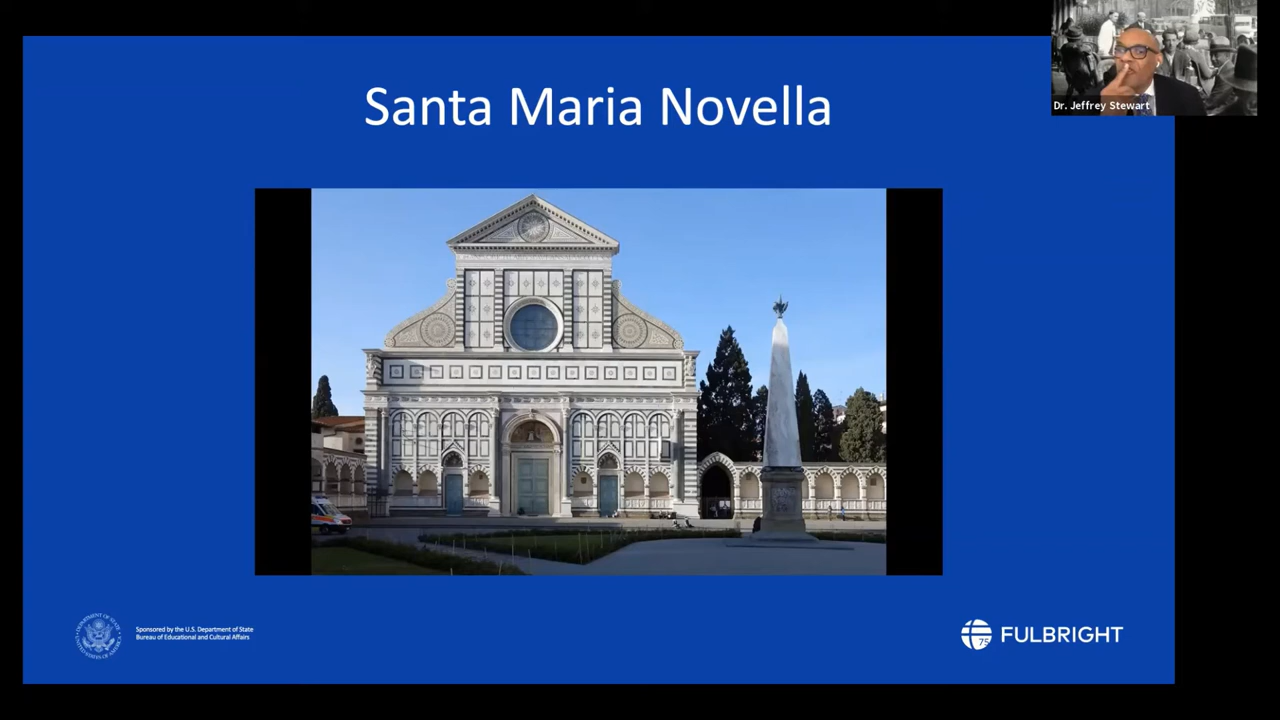 Santa Maria Novella
Dr. Jeffrey Stewart
Sponsored by the U.S. Department of State
Bureau of Educational and Cultural Affairs
75
FULBRIGHT